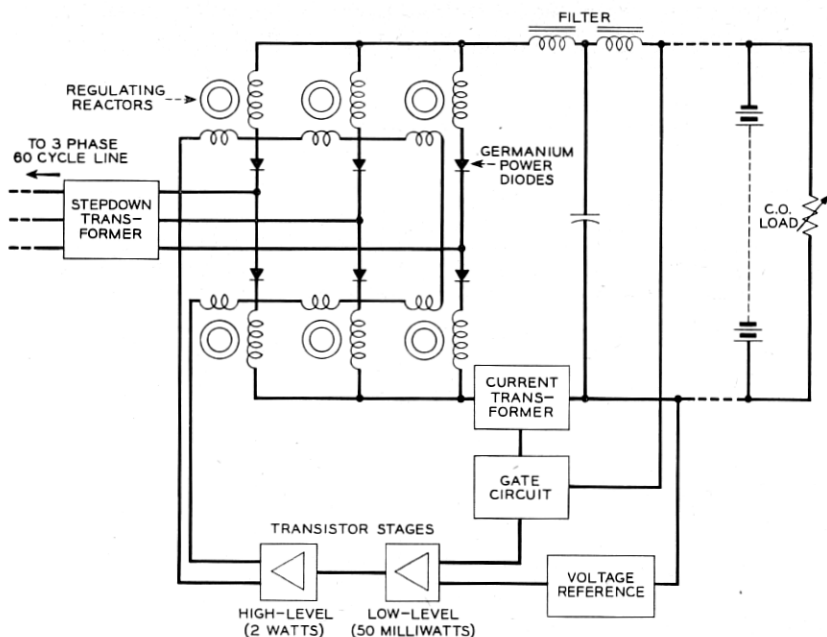 FILTER
REGULATING
REACTORS
TO 3 PHASE
60 CYCLE LINE
GERMANIUM
POWER
DIODES
STEPDOWN
TRANS-
FORMER
C.O.
LOAD
CURRENT
TRANS-
FORMER
GATE
CIRCUIT
TRANSISTOR STAGES
VOLTAGE
REFERENCE
HIGH-LEVEL
(2 WATTS)
LOW-LEVEL
(50 MILLIWATTS)